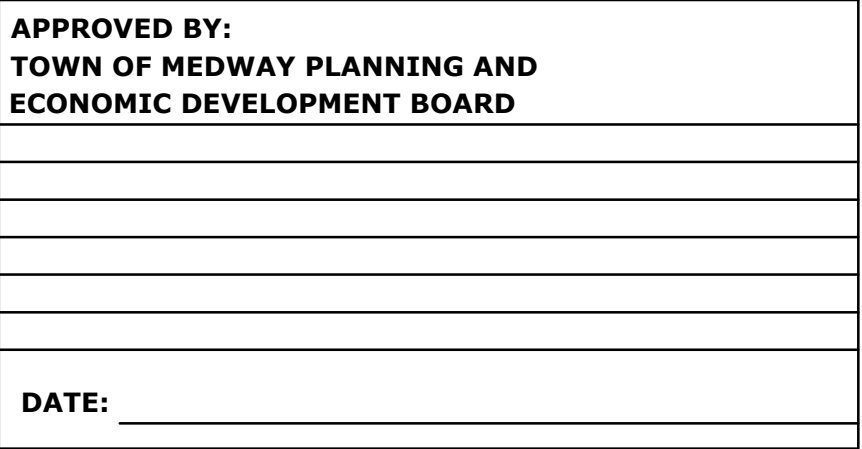 APPROVED BY:
TOWN OF MEDWAY PLANNING AND
ECONOMIC DEVELOPMENT BOARD
DATE: